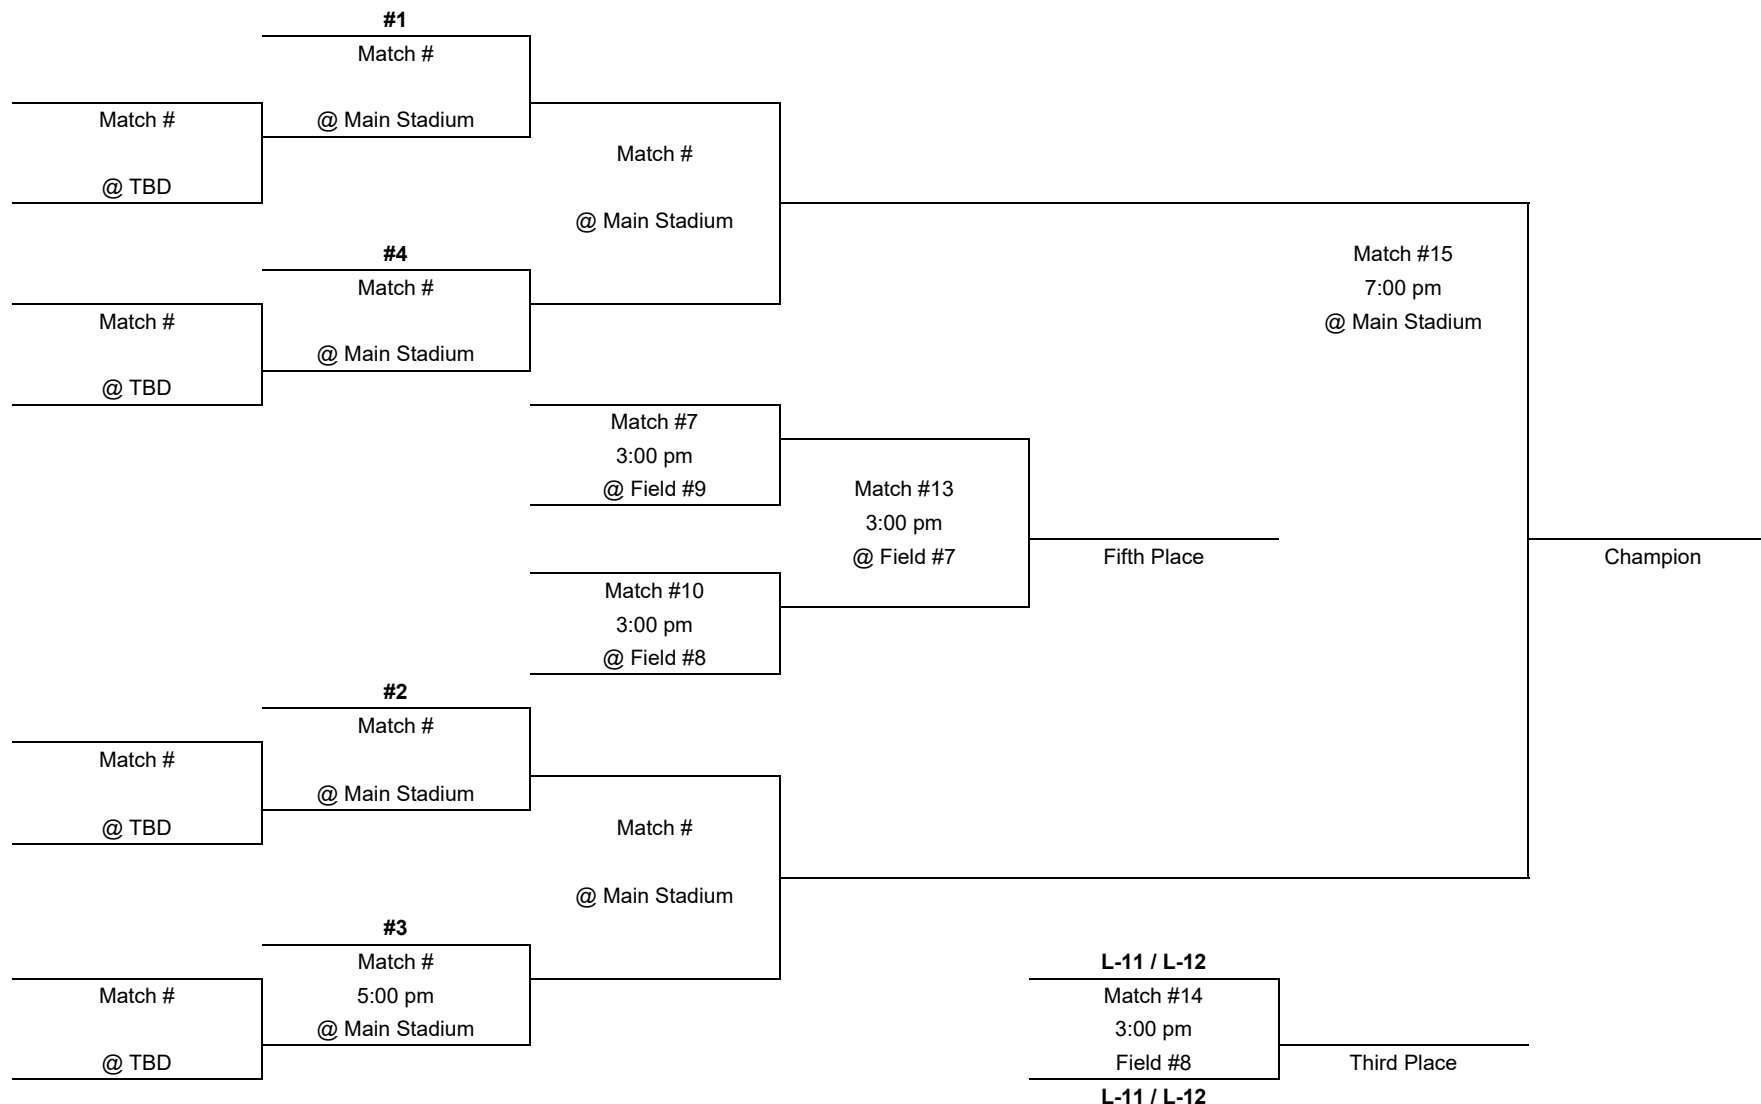 #1
Match #
@ Main Stadium
Match #
@ TBD
Match #
@ Main Stadium
#4
Match #
@ Main Stadium
Match #
@ TBD
Match #15
7:00 pm
@ Main Stadium
Match #7
3:00 pm
@ Field #9
Match #13
3:00 pm
@ Field #7
Fifth Place
Champion
Match #10
3:00 pm
@ Field #8
#2
Match #
@ Main Stadium
Match #
@ TBD
Match #
@ Main Stadium
#3
Match #
5:00 pm
@ Main Stadium
Match #
@ TBD
L-11 / L-12
Match #14
3:00 pm
Field #8
Third Place
L-11 / L-12